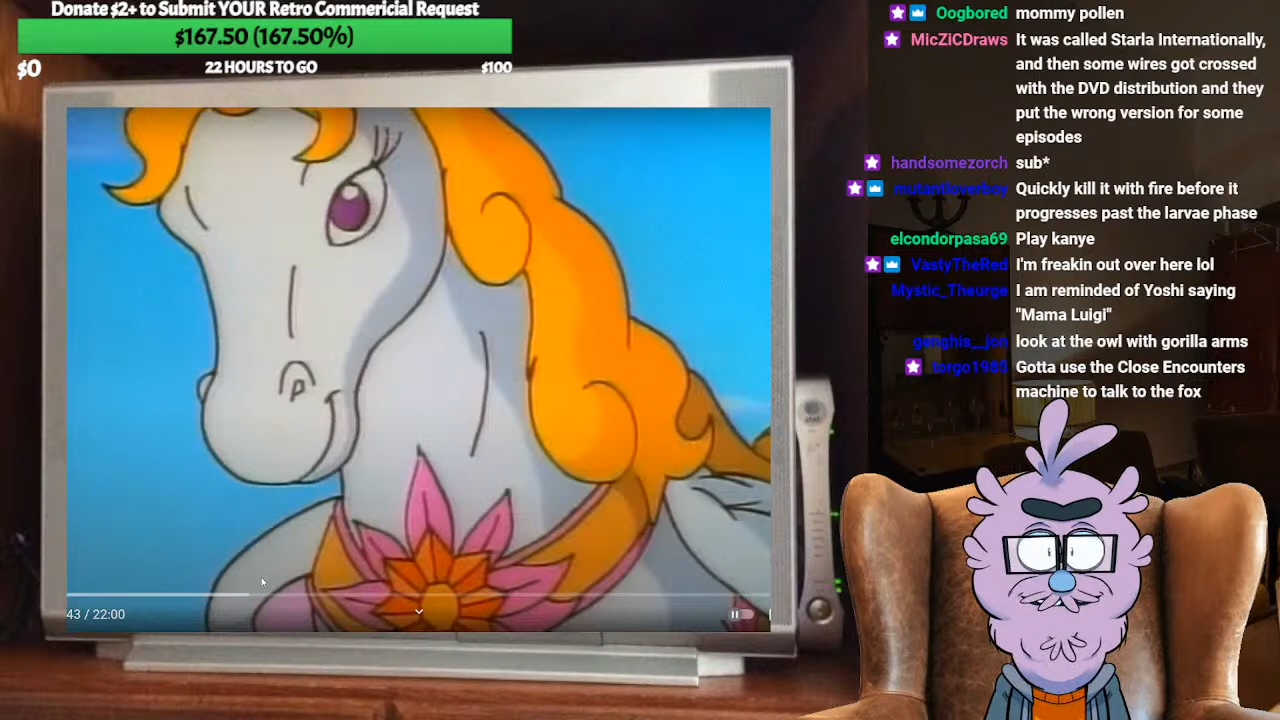 Donate $2+ to Submit YOUR Retro Commericial Request
$167.50 (167.50%)
$0
22 HOURS TO GO
$100
43 / 22:00
Oogbored mommy pollen
MicZiCDraws It was called Starla Internationally,
and then some wires got crossed
with the DVD distribution and they
put the wrong version for some
episodes
handsomezorch sub*
mutantloverboy Quickly kill it with fire before it
progresses past the larvae phase
elcondorpasa69 Play kanye
VastyTheRed I'm freakin out over here lol
Mystic_Theurge I am reminded of Yoshi saying
"Mama Luigi"
genghis__jon look at the owl with gorilla arms
torgo1985 Gotta use the Close Encounters
machine to talk to the fox